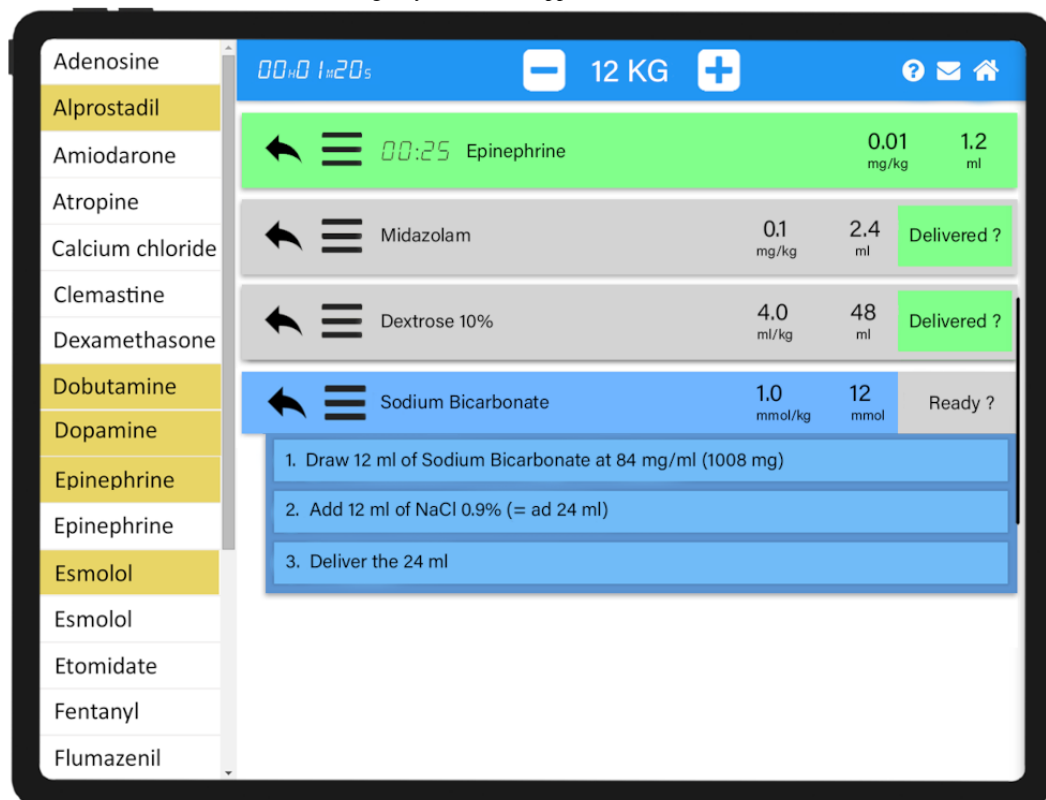 Adenosine
Alprostadil
Amiodarone
Atropine
Calcium chloride
Clemastine
Dexamethasone
Dobutamine
Dopamine
Epinephrine
Epinephrine
Esmolol
Esmolol
Etomidate
Fentanyl
Flumazenil
00H01M20S
12 KG
?
00:25 Epinephrine 0.01 mg/kg 1.2 ml
Midazolam 0.1 mg/kg 2.4 ml Delivered ?
Dextrose 10% 4.0 ml/kg 48 ml Delivered ?
Sodium Bicarbonate 1.0 mmol/kg 12 mmol Ready ?
1. Draw 12 ml of Sodium Bicarbonate at 84 mg/ml (1008 mg)
2. Add 12 ml of NaCl 0.9% (= ad 24 ml)
3. Deliver the 24 ml